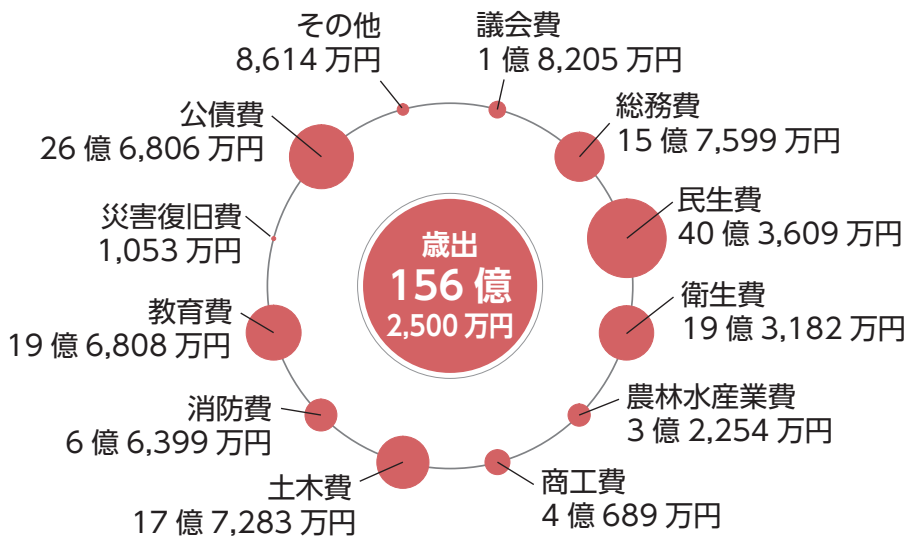 歳出
156 億
2,500 万円
議会費
1 億 8,205 万円
総務費
15 億 7,599 万円
民生費
40 億 3,609 万円
衛生費
19 億 3,182 万円
農林水産業費
3 億 2,254 万円
商工費
4 億 689 万円
土木費
17 億 7,283 万円
消防費
6 億 6,399 万円
教育費
19 億 6,808 万円
災害復旧費
1,053 万円
公債費
26 億 6,806 万円
その他
8,614 万円